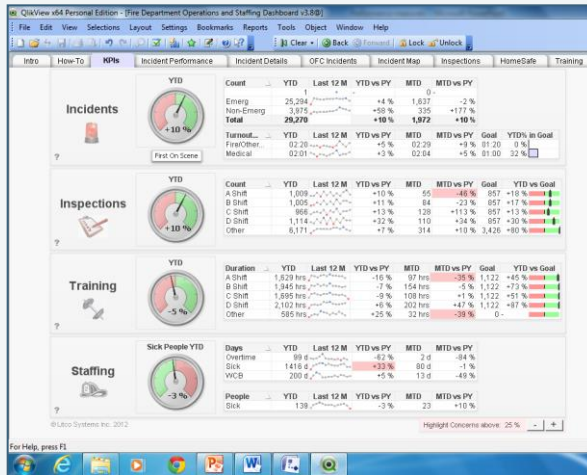 QlikView x64 Personal Edition - [Fire Department Operations and Staffing Dashboard v3.8@]
File Edit View Selections Layout Settings Bookmarks Reports Tools Object Window Help
Clear Back Forward Lock Unlock
Intro How-To KPIs Incident Performance Incident Details OFC Incidents Incident Map Inspections HomeSafe Training
YTD
Incidents
+10 %
First On Scene
?
Count YTD Last 12 M YTD vs PY MTD MTD vs PY
1 - 0 -
Emerg 25,294 +4 % 1,637 -2 %
Non-Emerg 3,975 +58 % 335 +177 %
Total 29,270 +10 % 1,972 +10 %
Turnout... YTD Last 12 M YTD vs PY MTD MTD vs PY Goal YTD% in Goal
Fire/Other... 02:20 +5 % 02:29 +9 % 01:20 0 %
Medical 02:01 +3 % 02:04 +5 % 01:00 32 %
YTD
Inspections
+10 %
?
Count YTD Last 12 M YTD vs PY MTD MTD vs PY Goal YTD vs Goal
A Shift 1,009 +10 % 55 -46 % 857 +18 %
B Shift 1,005 +11 % 84 -23 % 857 +17 %
C Shift 966 +13 % 128 +113 % 857 +13 %
D Shift 1,114 +32 % 110 +34 % 857 +30 %
Other 6,171 +7 % 314 +10 % 3,426 +80 %
YTD
Training
-5 %
?
Duration YTD Last 12 M YTD vs PY MTD MTD vs PY Goal YTD vs Goal
A Shift 1,629 hrs -16 % 97 hrs -35 % 1,122 +45 %
B Shift 1,945 hrs -7 % 154 hrs -5 % 1,122 +73 %
C Shift 1,695 hrs -9 % 108 hrs +1 % 1,122 +51 %
D Shift 2,102 hrs +6 % 202 hrs +47 % 1,122 +87 %
Other 585 hrs +25 % 32 hrs -39 % 0 -
Sick People YTD
Staffing
-3 %
?
Days YTD Last 12 M YTD vs PY MTD MTD vs PY
Overtime 99 d -62 % 2 d -84 %
Sick 1416 d +33 % 80 d -1 %
WCB 200 d +5 % 13 d -49 %
People YTD Last 12 M YTD vs PY MTD MTD vs PY
Sick 139 -3 % 23 +10 %
© Litco Systems Inc. 2012
Highlight Concerns above: 25 % - +
For Help, press F1